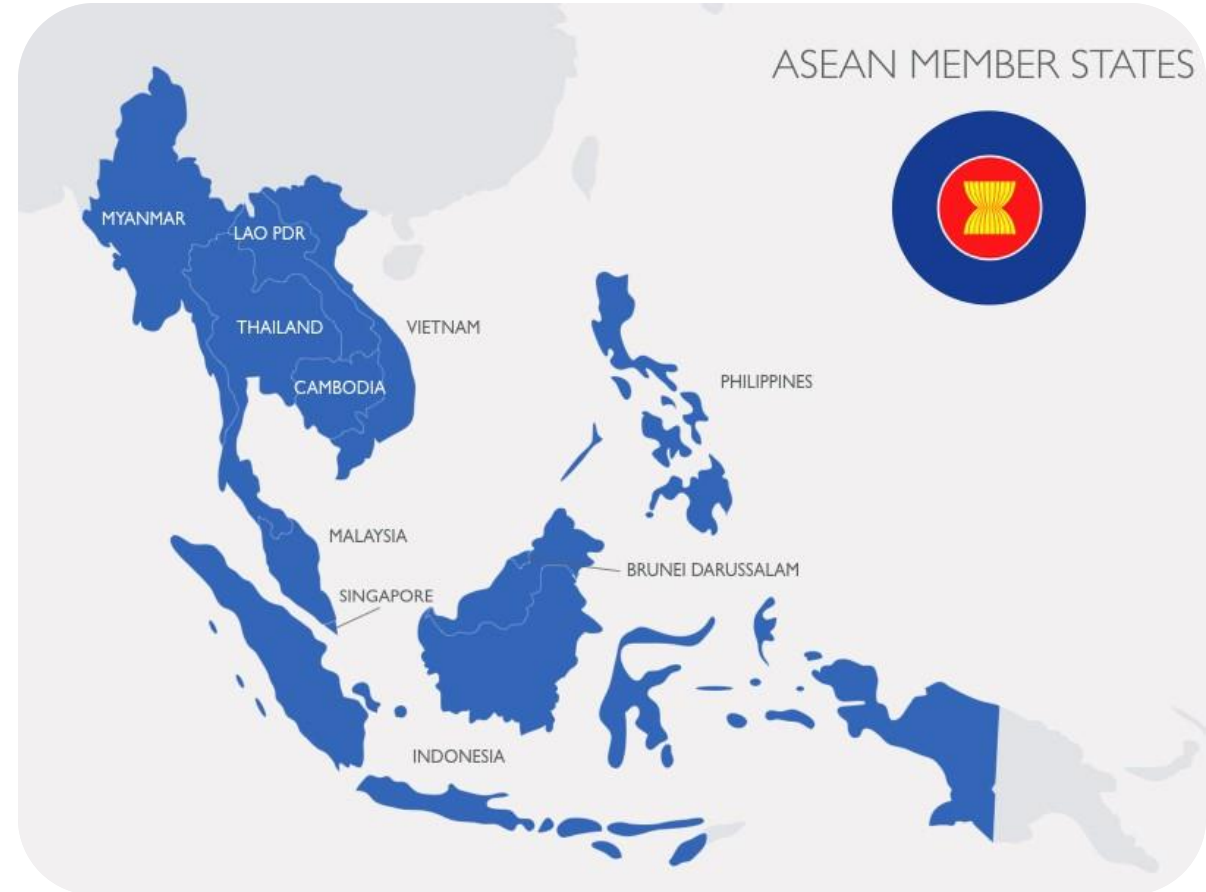 ASEAN MEMBER STATES
MYANMAR
LAO PDR
THAILAND
VIETNAM
CAMBODIA
PHILIPPINES
MALAYSIA
BRUNEI DARUSSALAM
SINGAPORE
INDONESIA